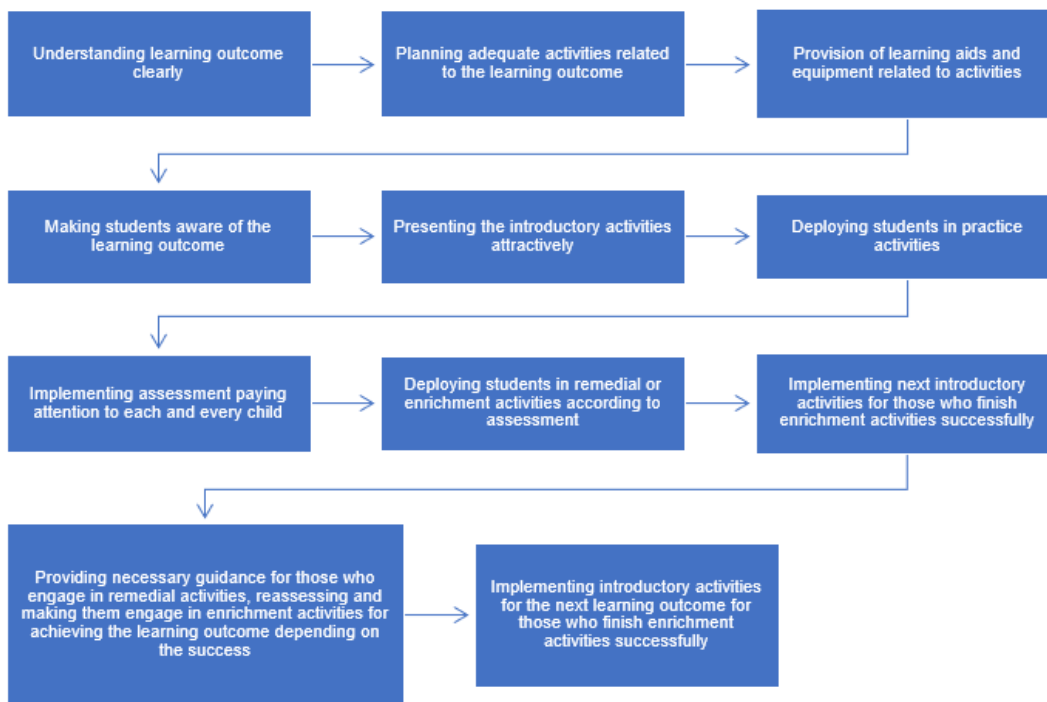 Understanding learning outcome
clearly
Planning adequate activities related
to the learning outcome
Provision of learning aids and
equipment related to activities
Making students aware of the
learning outcome
Presenting the introductory activities
attractively
Deploying students in practice
activities
Implementing assessment paying
attention to each and every child
Deploying students in remedial or
enrichment activities according to
assessment
Implementing next introductory
activities for those who finish
enrichment activities successfully
Providing necessary guidance for those who
engage in remedial activities, reassessing and
making them engage in enrichment activities for
achieving the learning outcome depending on
the success
Implementing introductory activities
for the next learning outcome for
those who finish enrichment
activities successfully